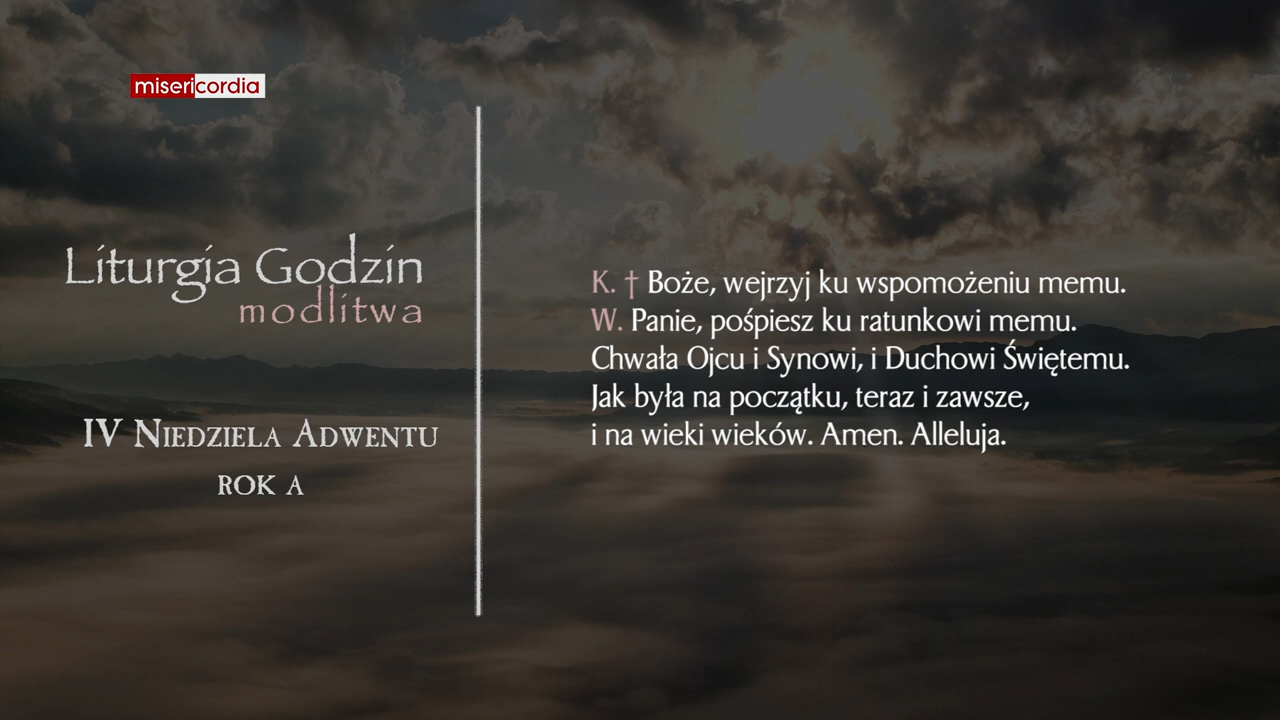 misericordia
Liturgia Godzin
modlitwa
IV Niedziela Adwentu
rok A
K. † Boże, wejrzyj ku wspomożeniu memu.
W. Panie, pośpiesz ku ratunkowi memu.
Chwała Ojcu i Synowi, i Duchowi Świętemu.
Jak była na początku, teraz i zawsze,
i na wieki wieków. Amen. Alleluja.